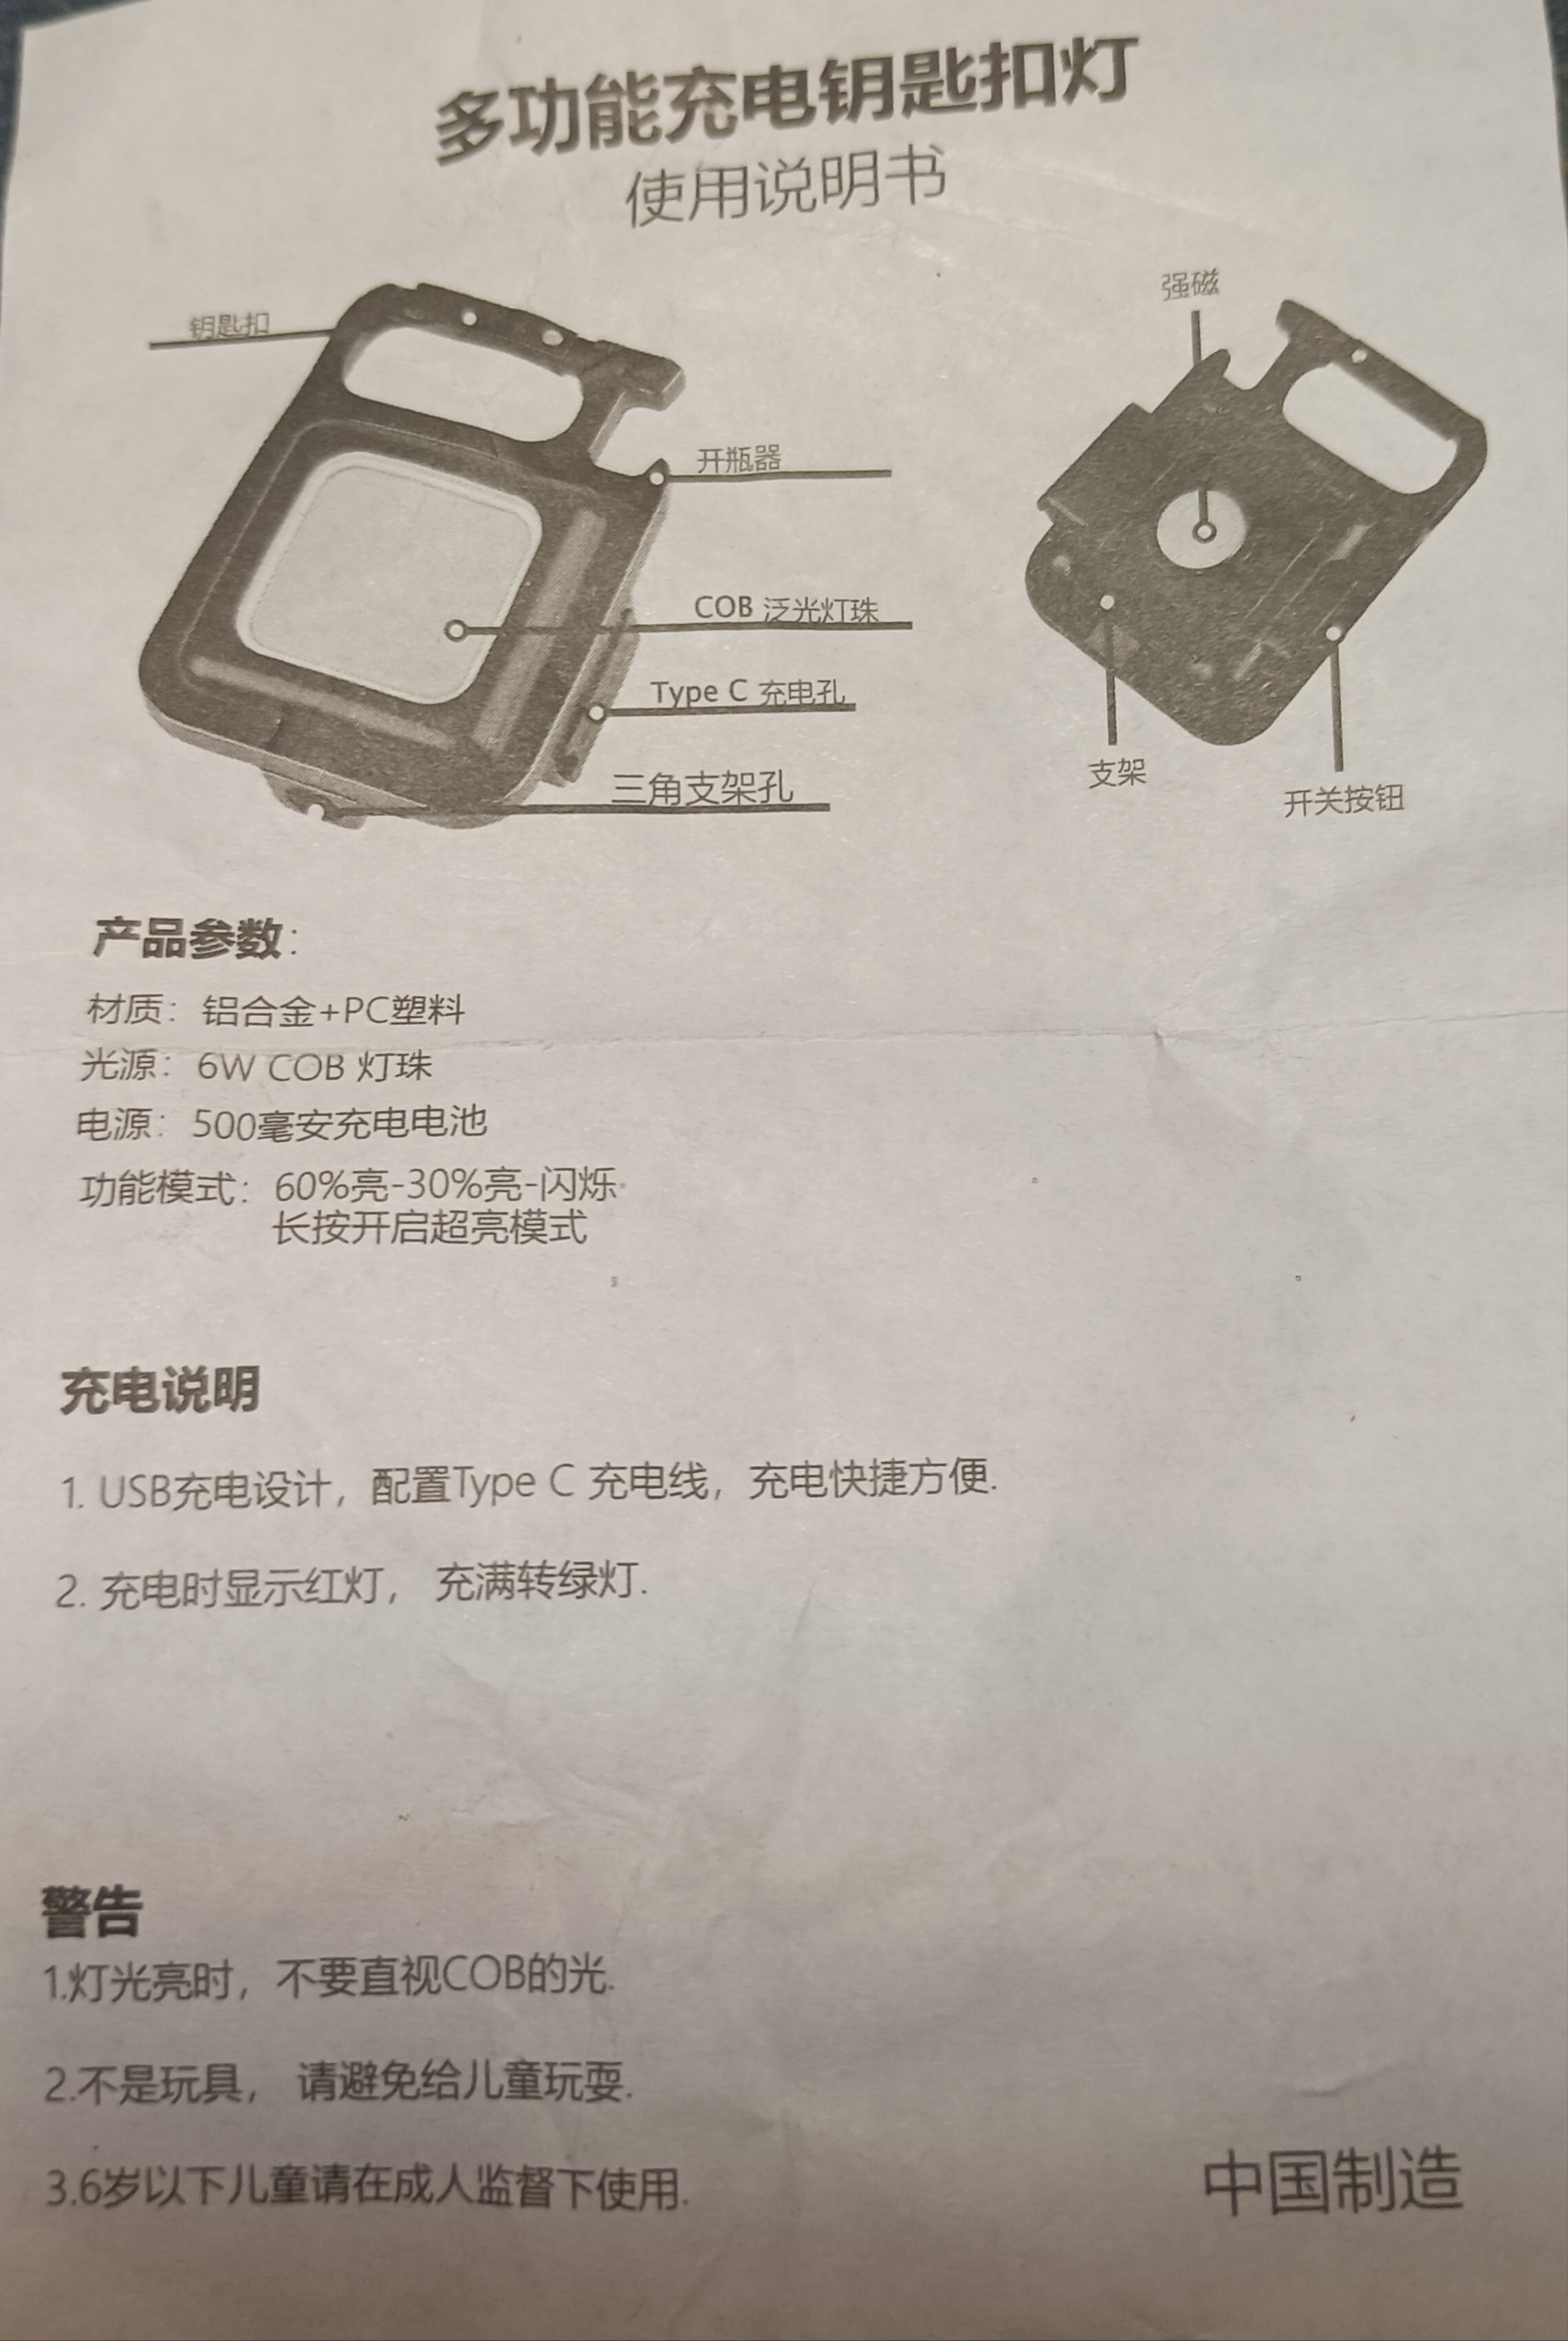 多功能充电钥匙扣灯
使用说明书
强磁
钥匙扣
开瓶器
COB 泛光灯珠
Type C 充电孔
三角支架孔
支架
开关按钮
产品参数:
材质: 铝合金+PC塑料
光源: 6W COB 灯珠
电源: 500毫安充电电池
功能模式: 60%亮-30%亮-闪烁
长按开启超亮模式
充电说明
1. USB充电设计, 配置Type C 充电线, 充电快捷方便.
2. 充电时显示红灯, 充满转绿灯.
警告
1.灯光亮时, 不要直视COB的光.
2.不是玩具, 请避免给儿童玩耍.
3.6岁以下儿童请在成人监督下使用.
中国制造